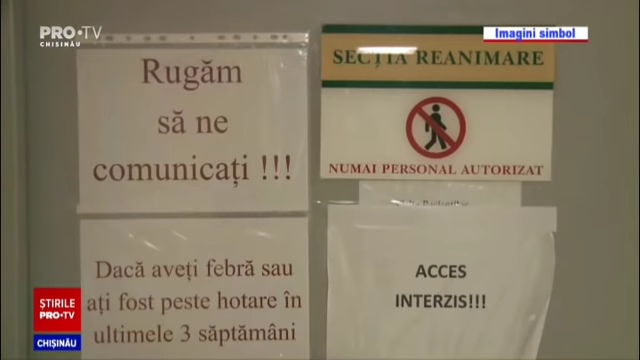 PRO•TV
CHIȘINĂU
Imagini simbol
Rugăm
să ne
comunicați !!!
SECȚIA REANIMARE
NUMAI PERSONAL AUTORIZAT
Dacă aveți febră sau
ați fost peste hotare în
ultimele 3 săptămâni
ACCES
INTERZIS!!!
ȘTIRILE
PRO•TV
CHIȘINĂU